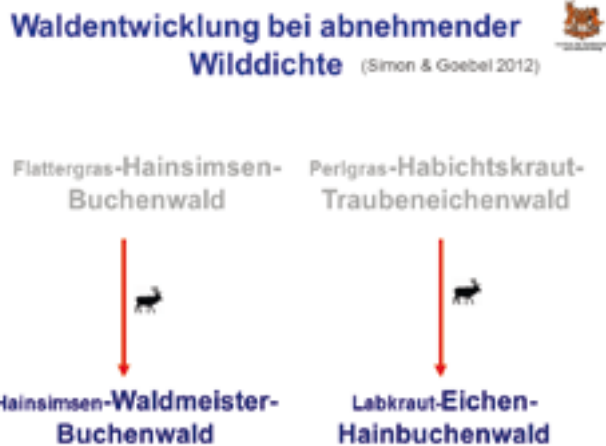 Waldentwicklung bei abnehmender
Wilddichte (Simon & Goebel 2012)
Flattergras-Hainsimsen-
Buchenwald
Perlgras-Habichtskraut-
Traubeneichenwald
Hainsimsen-Waldmeister-
Buchenwald
Labkraut-Eichen-
Hainbuchenwald